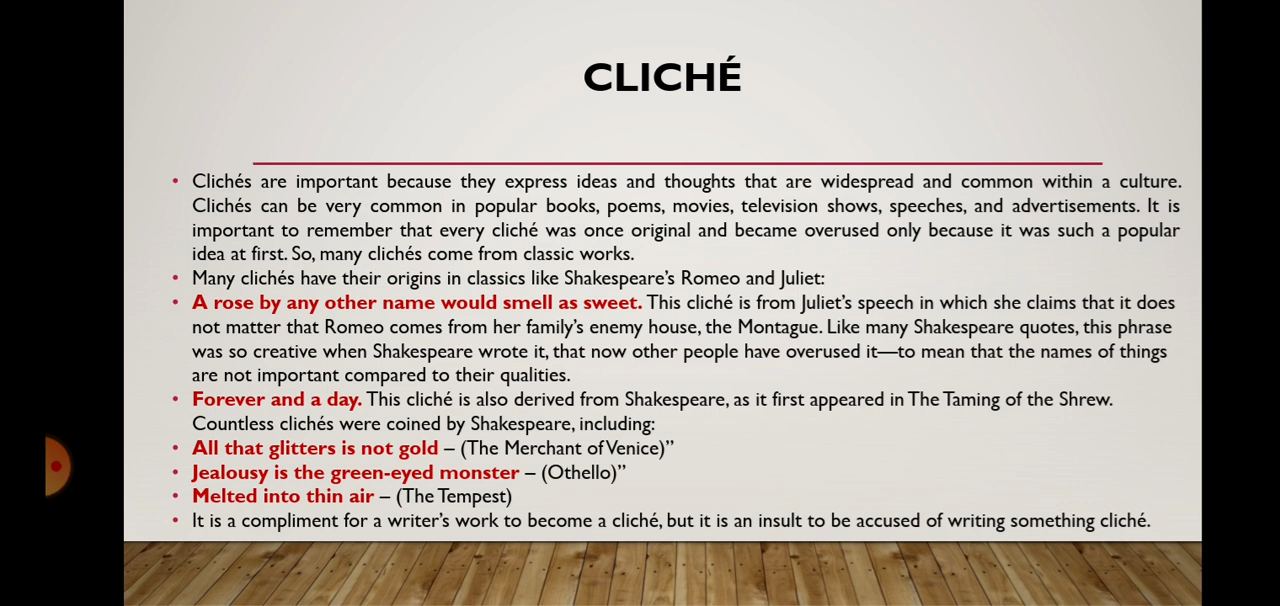 CLICHÉ
• Clichés are important because they express ideas and thoughts that are widespread and common within a culture.
Clichés can be very common in popular books, poems, movies, television shows, speeches, and advertisements. It is
important to remember that every cliché was once original and became overused only because it was such a popular
idea at first. So, many clichés come from classic works.
• Many clichés have their origins in classics like Shakespeare’s Romeo and Juliet:
• A rose by any other name would smell as sweet. This cliché is from Juliet’s speech in which she claims that it does
not matter that Romeo comes from her family’s enemy house, the Montague. Like many Shakespeare quotes, this phrase
was so creative when Shakespeare wrote it, that now other people have overused it—to mean that the names of things
are not important compared to their qualities.
• Forever and a day. This cliché is also derived from Shakespeare, as it first appeared in The Taming of the Shrew.
Countless clichés were coined by Shakespeare, including:
• All that glitters is not gold – (The Merchant of Venice)”
• Jealousy is the green-eyed monster – (Othello)”
• Melted into thin air – (The Tempest)
• It is a compliment for a writer’s work to become a cliché, but it is an insult to be accused of writing something cliché.